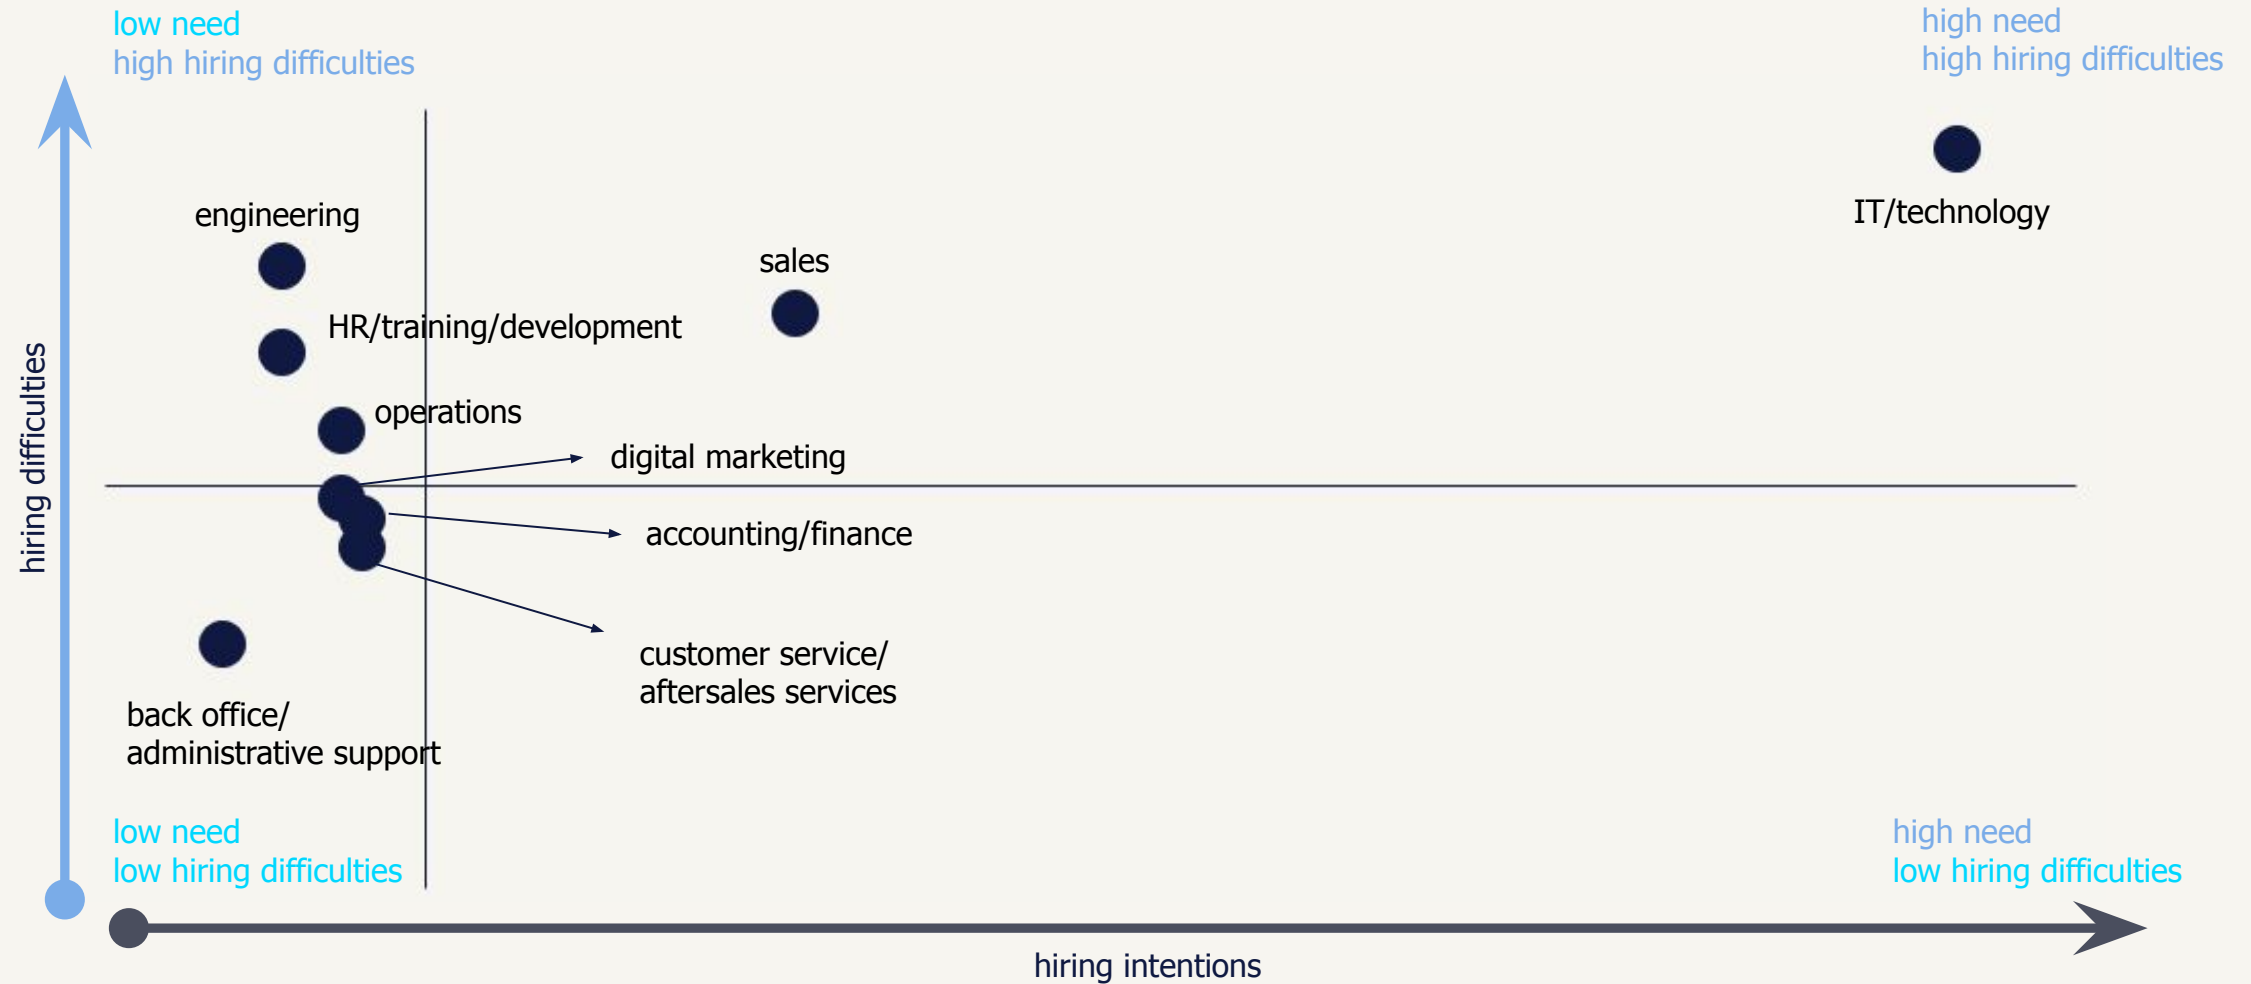 low need
high hiring difficulties
high need
high hiring difficulties
engineering
IT/technology
sales
HR/training/development
operations
digital marketing
hiring difficulties
accounting/finance
customer service/
aftersales services
back office/
administrative support
low need
low hiring difficulties
high need
low hiring difficulties
hiring intentions